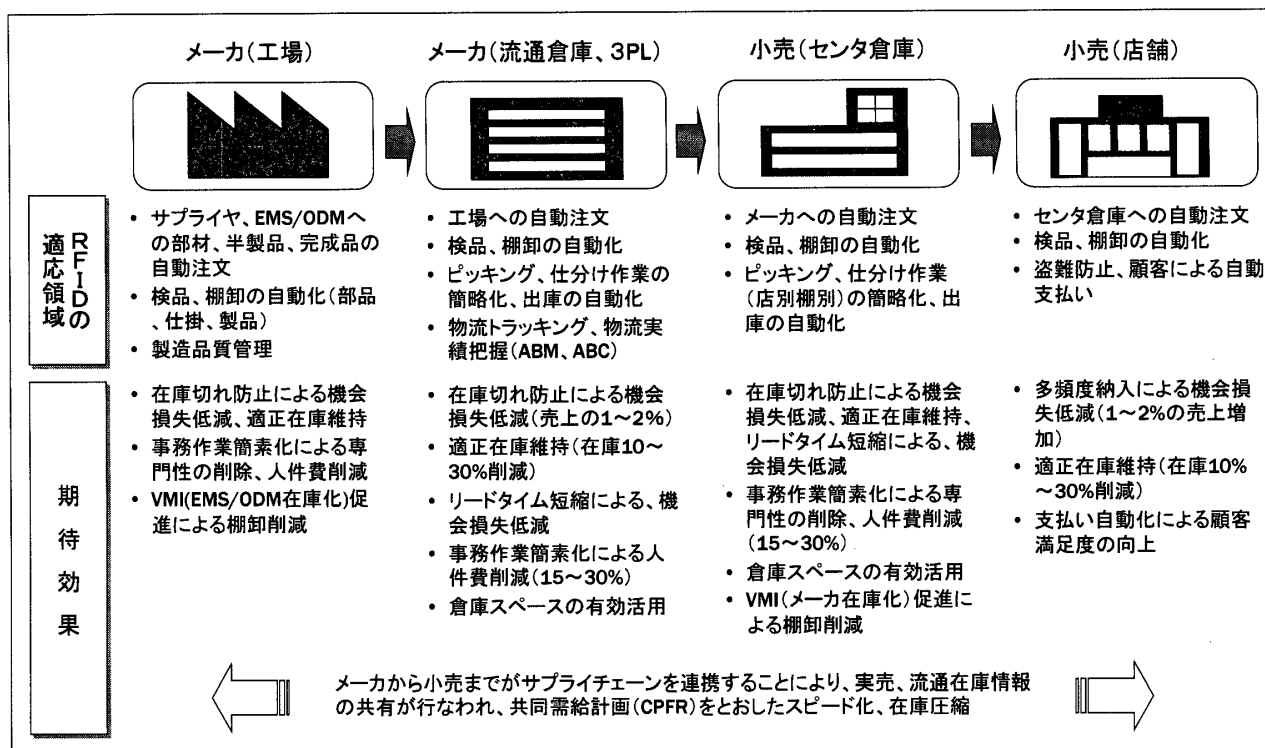 メーカ(工場)
メーカ(流通倉庫、3PL)
小売(センタ倉庫)
小売(店舗)
RFIDの
適応領域
• サプライヤ、EMS/ODMへ
の部材、半製品、完成品の
自動注文
• 検品、棚卸の自動化(部品
、仕掛、製品)
• 製造品質管理
• 工場への自動注文
• 検品、棚卸の自動化
• ピッキング、仕分け作業の
簡略化、出庫の自動化
• 物流トラッキング、物流実
績把握(ABM、ABC)
• メーカへの自動注文
• 検品、棚卸の自動化
• ピッキング、仕分け作業
(店別棚別)の簡略化、出
庫の自動化
• センタ倉庫への自動注文
• 検品、棚卸の自動化
• 盗難防止、顧客による自動
支払い
期待効果
• 在庫切れ防止による機会
損失低減、適正在庫維持
• 事務作業簡素化による専
門性の削除、人件費削減
• VMI(EMS/ODM在庫化)促
進による棚卸削減
• 在庫切れ防止による機会
損失低減(売上の1～2%)
• 適正在庫維持(在庫10～
30%削減)
• リードタイム短縮による、機
会損失低減
• 事務作業簡素化による人
件費削減(15～30%)
• 倉庫スペースの有効活用
• 在庫切れ防止による機会
損失低減、適正在庫維持、
リードタイム短縮による、機
会損失低減
• 事務作業簡素化による専
門性の削除、人件費削減
(15～30%)
• 倉庫スペースの有効活用
• VMI(メーカ在庫化)促進に
よる棚卸削減
• 多頻度納入による機会損
失低減(1～2%の売上増
加)
• 適正在庫維持(在庫10%
～30%削減)
• 支払い自動化による顧客
満足度の向上
メーカから小売までがサプライチェーンを連携することにより、実売、流通在庫情報
の共有が行なわれ、共同需給計画(CPFR)をとおしたスピード化、在庫圧縮